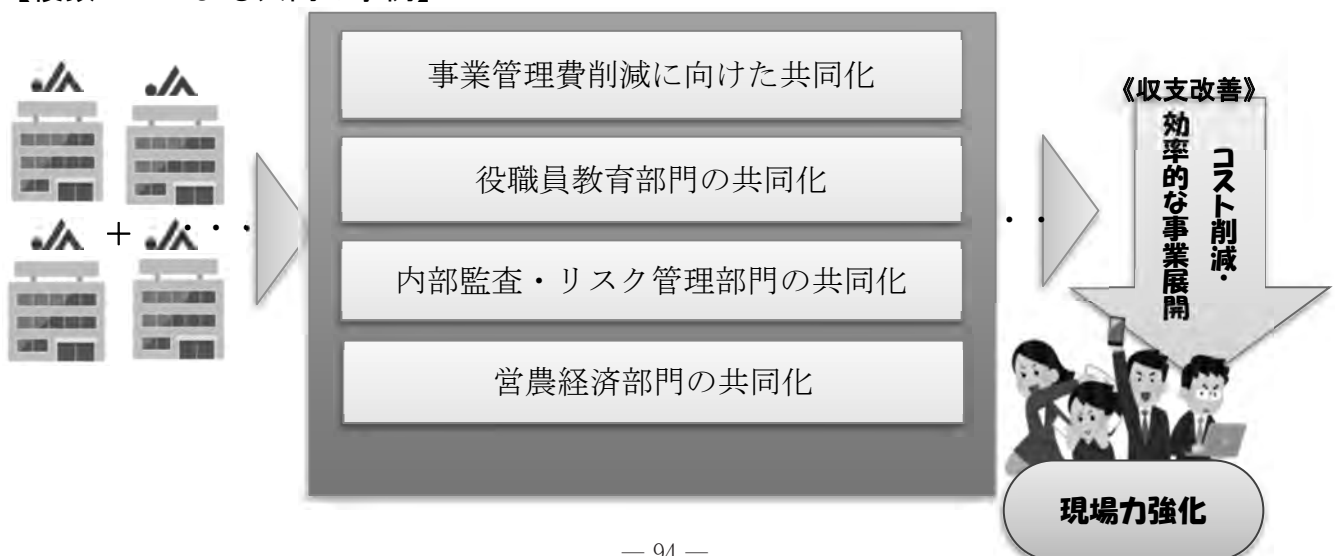 事業管理費削減に向けた共同化
役職員教育部門の共同化
内部監査・リスク管理部門の共同化
営農経済部門の共同化
+
・・・
・・
《収支改善》
コスト削減・
効率的な事業展開
現場力強化
— 94 —